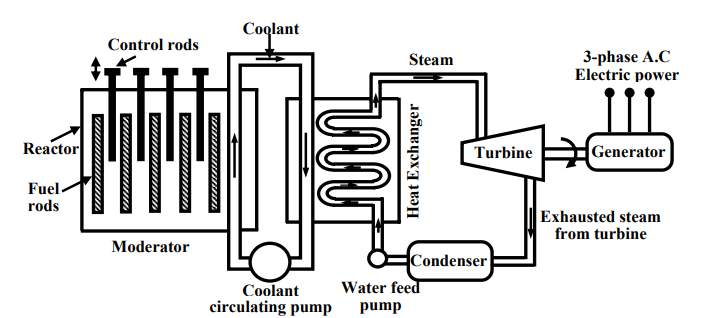 Coolant
Control rods
Steam
3-phase A.C
Electric power
Reactor
Fuel
rods
Heat Exchanger
Turbine
Generator
Moderator
Exhausted steam
from turbine
Condenser
Coolant
circulating pump
Water feed
pump